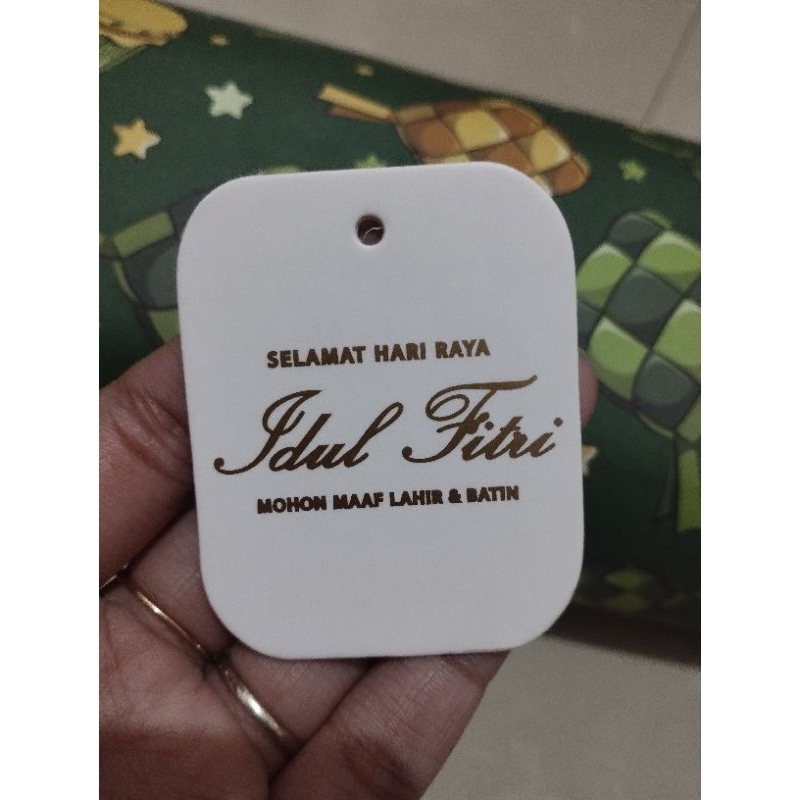 SELAMAT HARI RAYA
Idul Fitri
MOHON MAAF LAHIR & BATIN